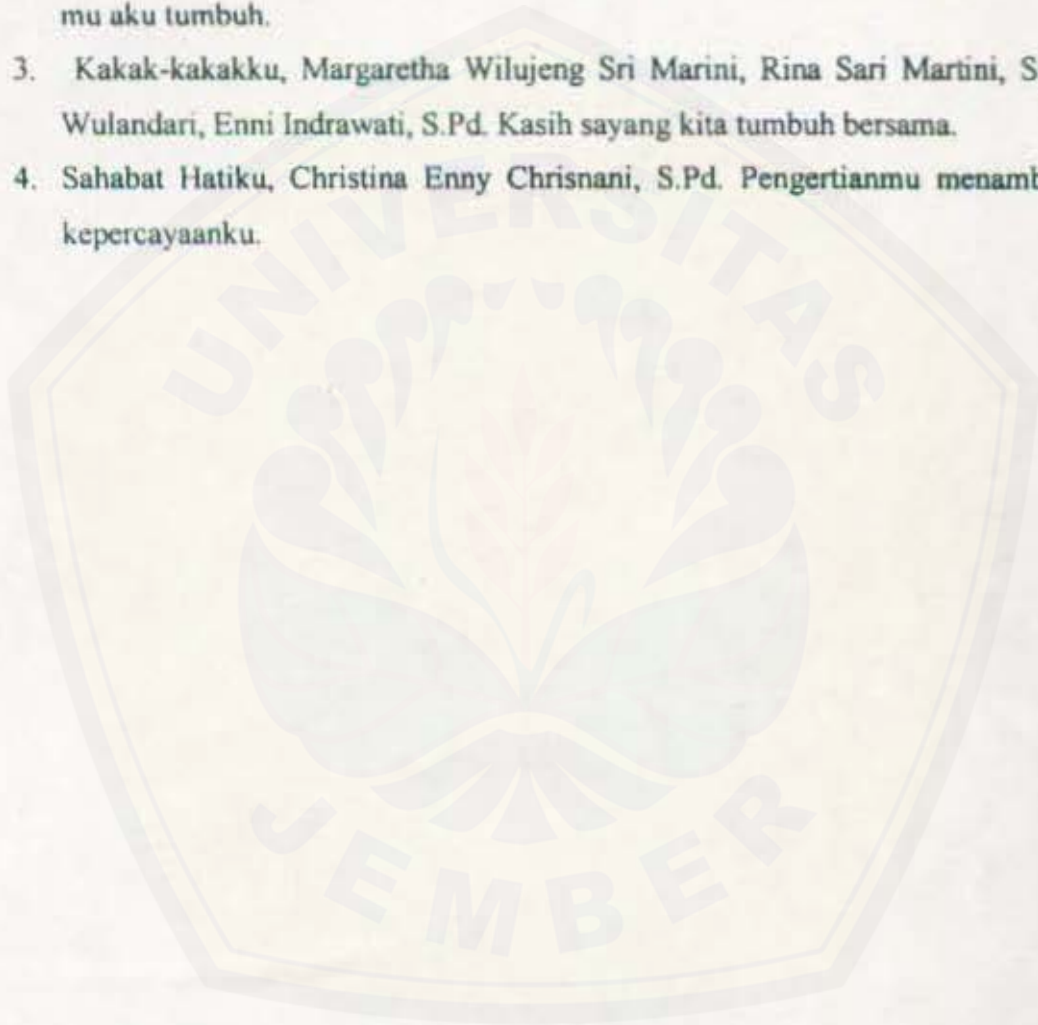 mu aku tumbuh.
3. Kakak-kakakku, Margaretha Wilujeng Sri Marini, Rina Sari Martini, S
Wulandari, Enni Indrawati, S.Pd. Kasih sayang kita tumbuh bersama.
4. Sahabat Hatiku, Christina Enny Chrisnani, S.Pd. Pengertianmu menamb
kepercayaanku.
UNIVERSITAS
JEMBER